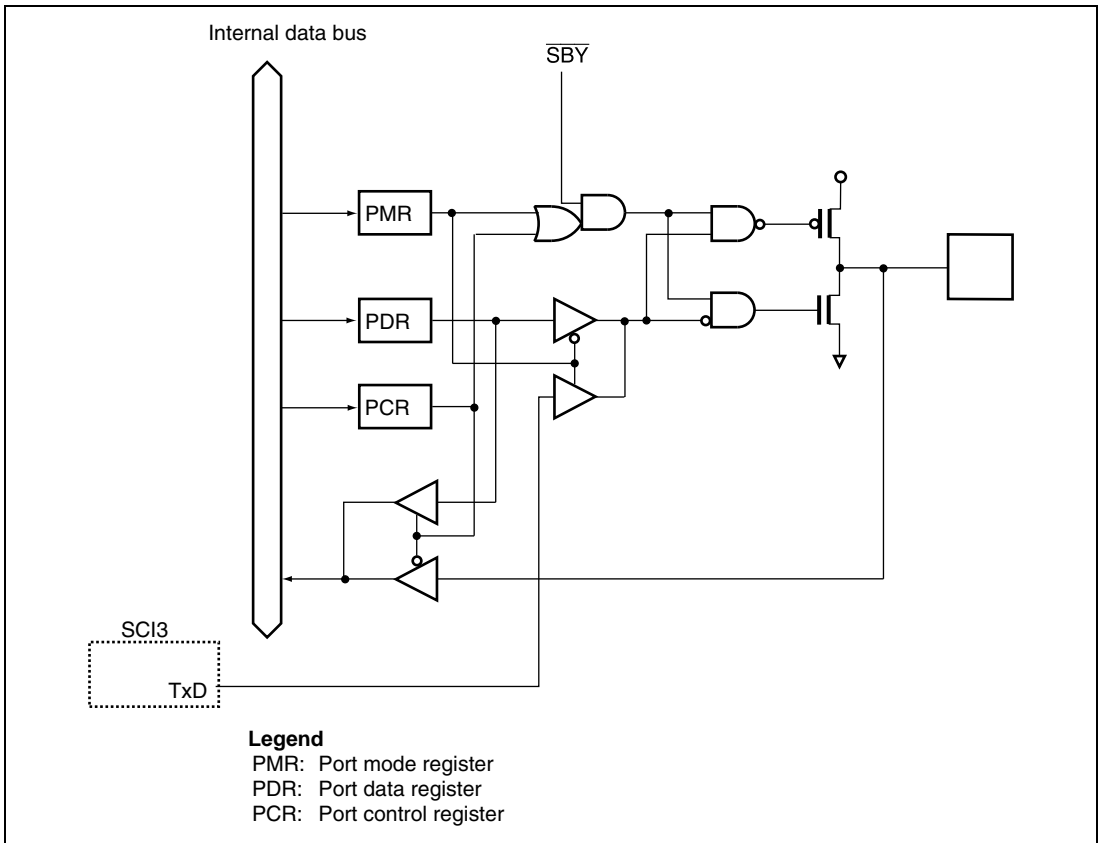 Internal data bus
S̅B̅Y̅
PMR
PDR
PCR
SCI3
TxD
Legend
PMR: Port mode register
PDR: Port data register
PCR: Port control register